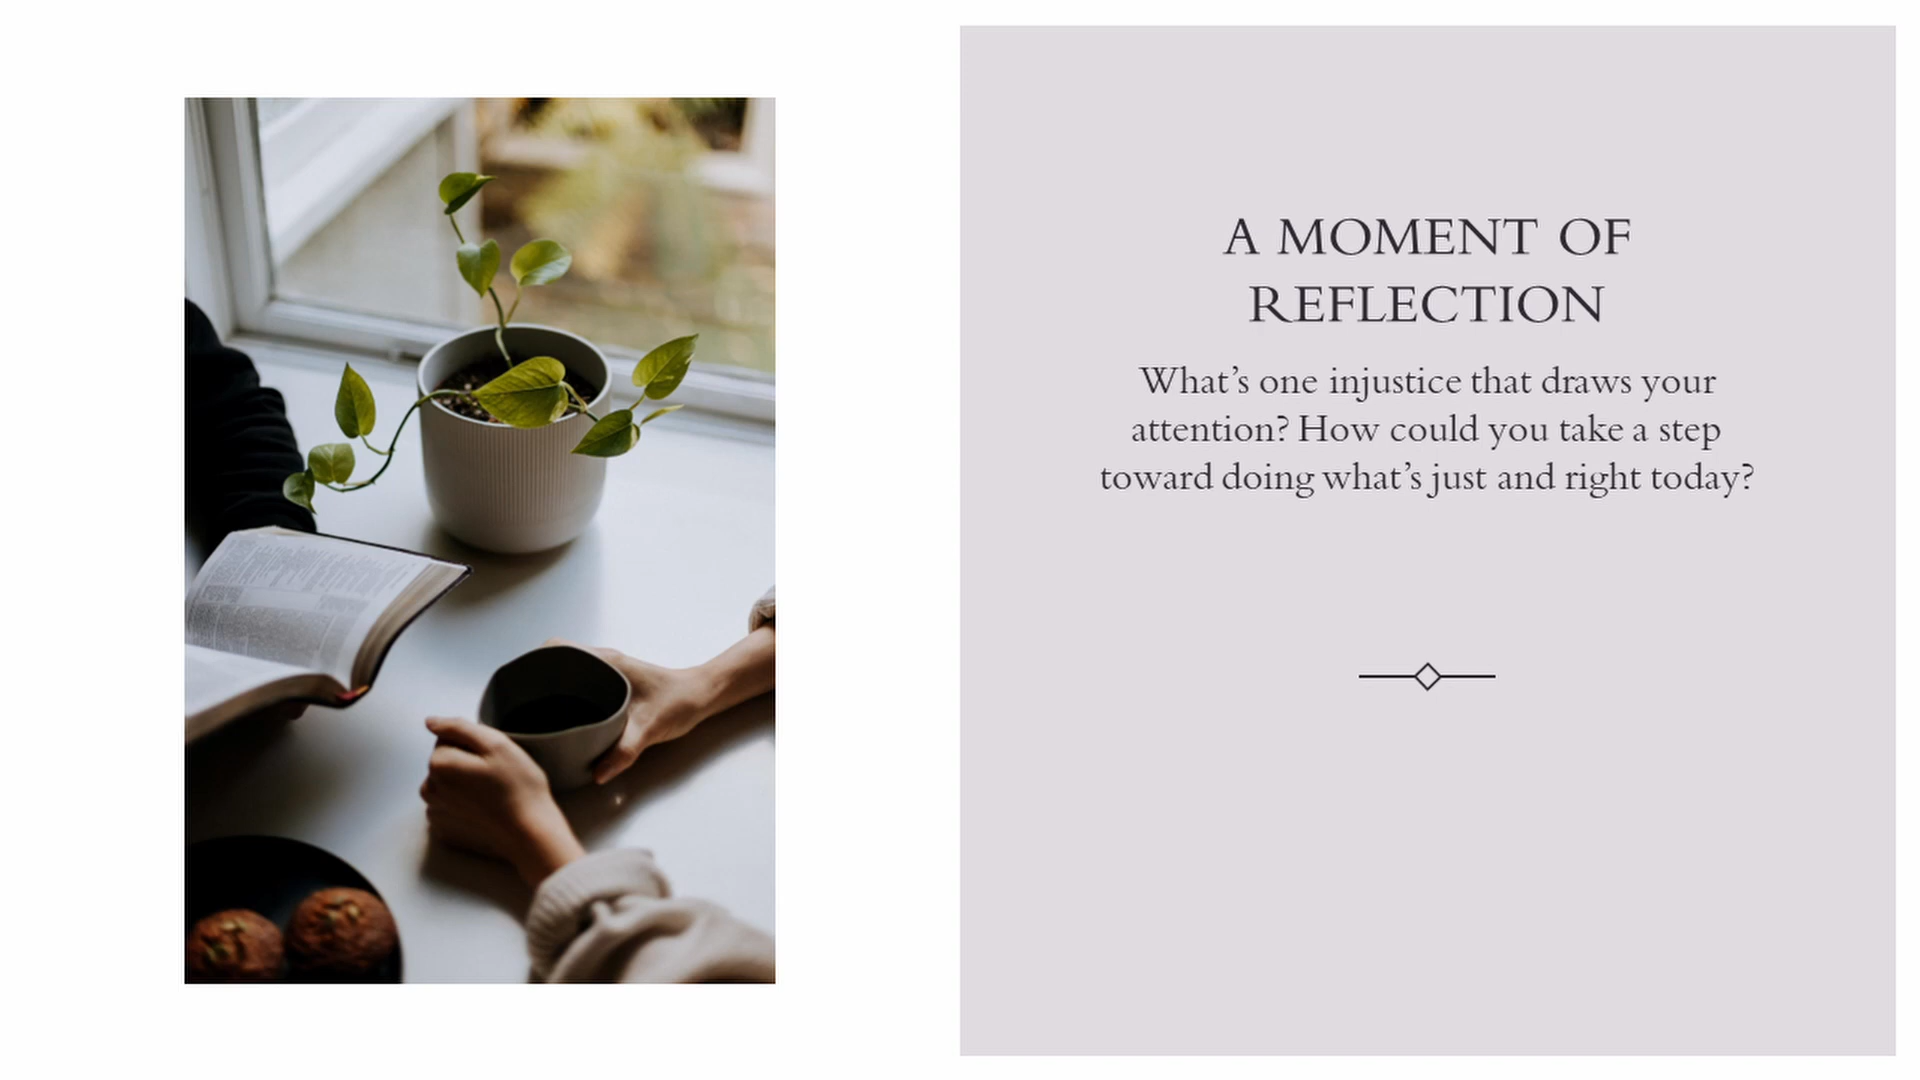 A MOMENT OF
REFLECTION
What’s one injustice that draws your
attention? How could you take a step
toward doing what’s just and right today?